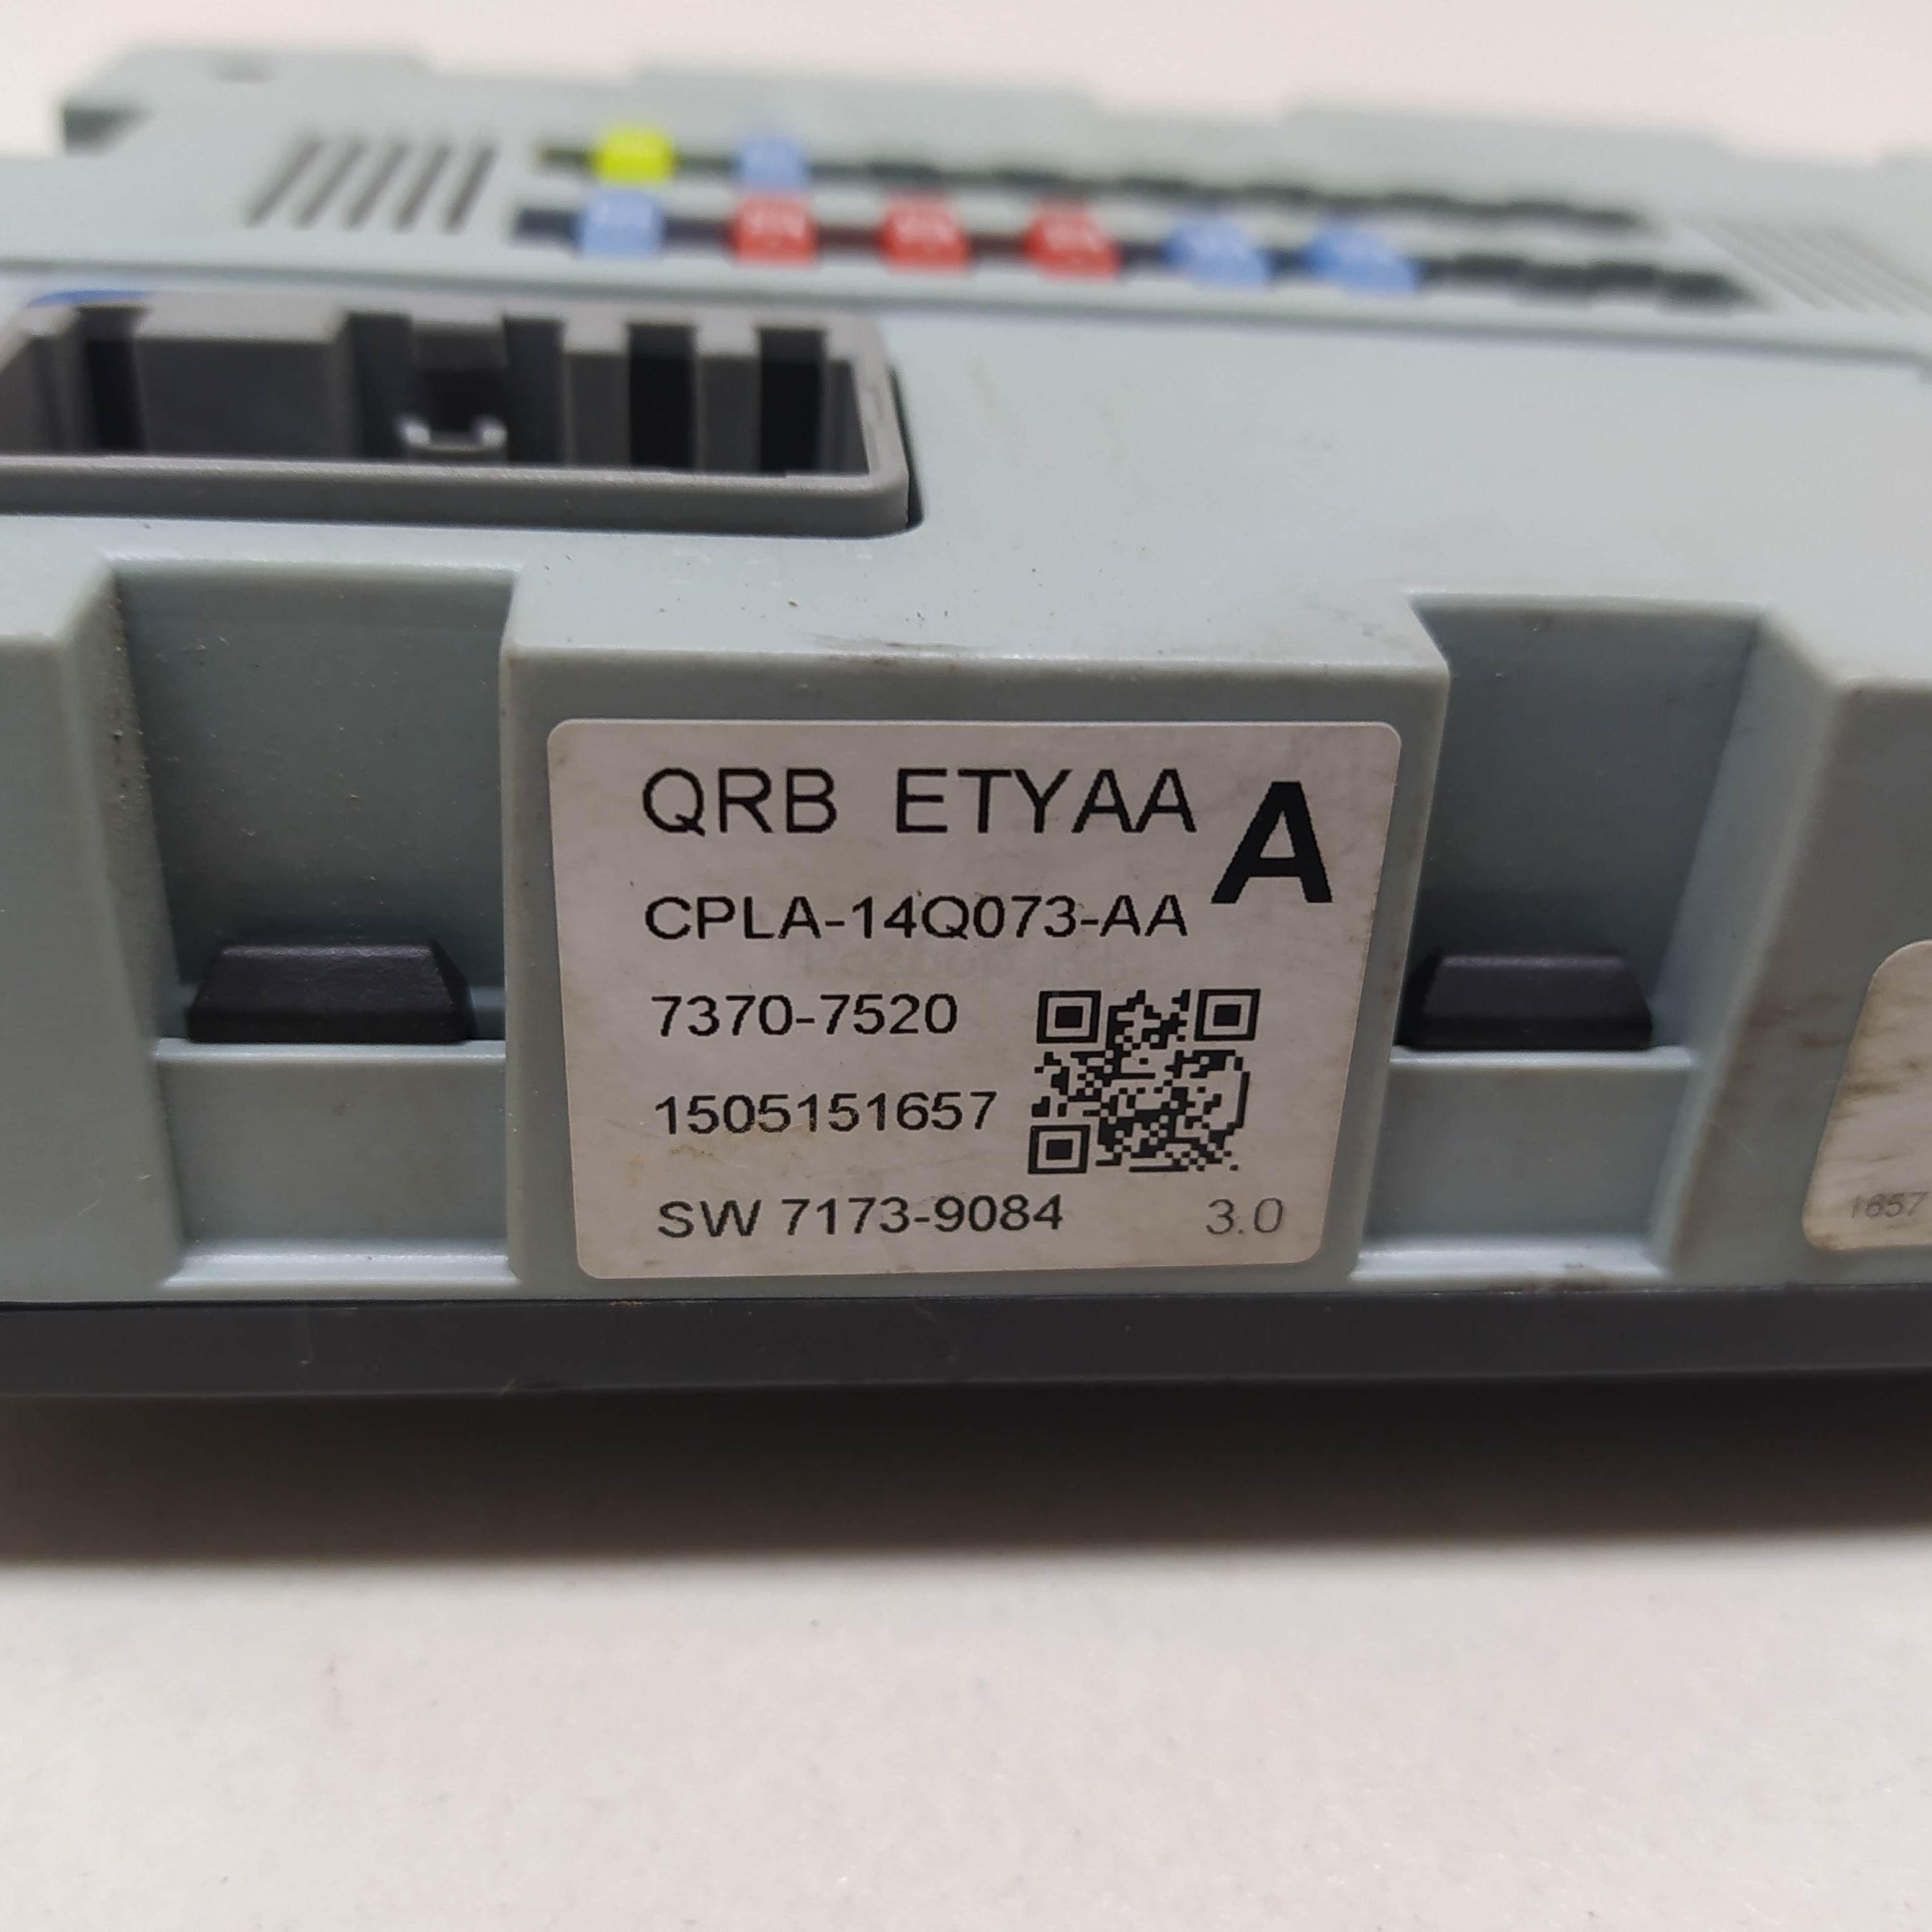 QRB ETYAA A
CPLA-14Q073-AA
7370-7520
1505151657
SW 7173-9084 3.0
1657